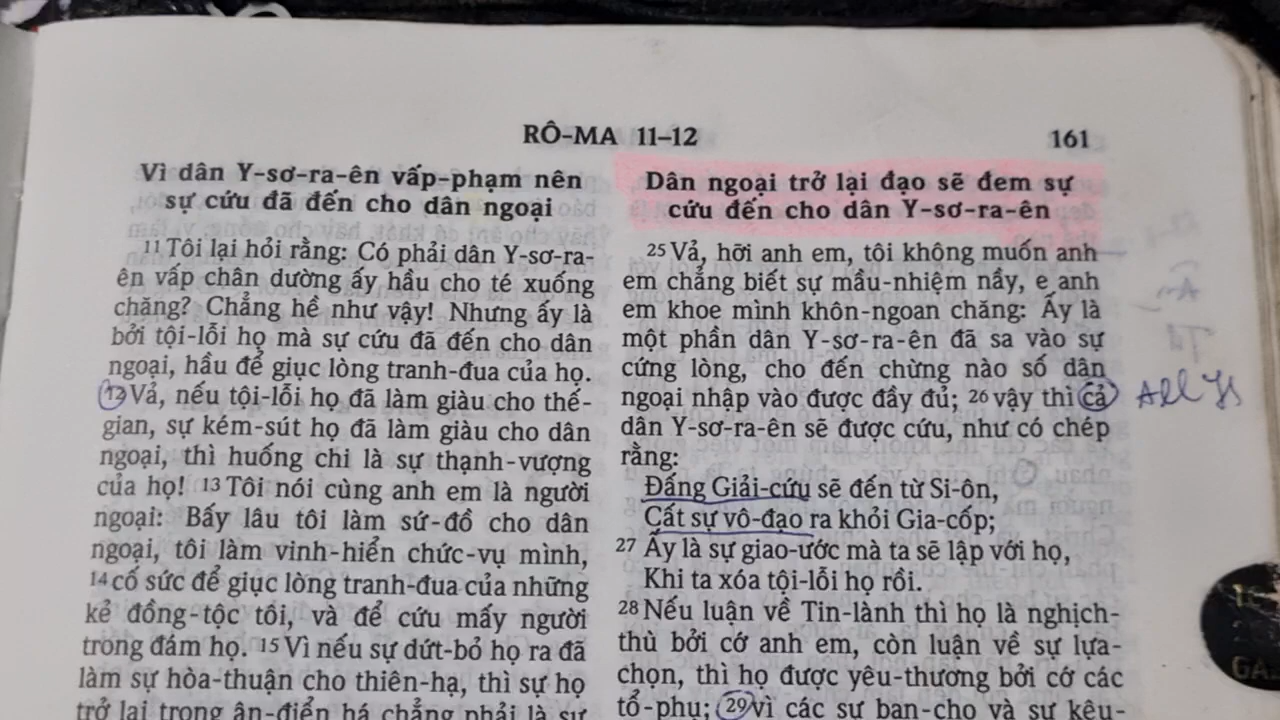 RÔ-MA 11–12
161
Vì dân Y-sơ-ra-ên vấp-phạm nên
sự cứu đã đến cho dân ngoại
11 Tôi lại hỏi rằng: Có phải dân Y-sơ-ra-
ên vấp chân dường ấy hầu cho té xuống
chăng? Chẳng hề như vậy! Nhưng ấy là
bởi tội-lỗi họ mà sự cứu đã đến cho dân
ngoại, hầu để giục lòng tranh-đua của họ.
12 Vả, nếu tội-lỗi họ đã làm giàu cho thế-
gian, sự kém-sút họ đã làm giàu cho dân
ngoại, thì huống chi là sự thạnh-vượng
của họ! 13 Tôi nói cùng anh em là người
ngoại: Bấy lâu tôi làm sứ-đồ cho dân
ngoại, tôi làm vinh-hiển chức-vụ mình,
14 cố sức để giục lòng tranh-đua của những
kẻ đồng-tộc tôi, và để cứu mấy người
trong đám họ. 15 Vì nếu sự dứt-bỏ họ ra đã
làm sự hòa-thuận cho thiên-hạ, thì sự họ
trở lại trong ân-điển há chẳng phải là sự
Dân ngoại trở lại đạo sẽ đem sự
cứu đến cho dân Y-sơ-ra-ên
25 Vả, hỡi anh em, tôi không muốn anh
em chẳng biết sự mầu-nhiệm nầy, e anh
em khoe mình khôn-ngoan chăng: Ấy là
một phần dân Y-sơ-ra-ên đã sa vào sự
cứng lòng, cho đến chừng nào số dân
ngoại nhập vào được đầy đủ; 26 vậy thì cả
dân Y-sơ-ra-ên sẽ được cứu, như có chép
rằng:
Đấng Giải-cứu sẽ đến từ Si-ôn,
Cất sự vô-đạo ra khỏi Gia-cốp;
27 Ấy là sự giao-ước mà ta sẽ lập với họ,
Khi ta xóa tội-lỗi họ rồi.
28 Nếu luận về Tin-lành thì họ là nghịch-
thù bởi cớ anh em, còn luận về sự lựa-
chọn, thì họ được yêu-thương bởi cớ các
tổ-phụ; 29 vì các sự ban-cho và sự kêu-
All Is